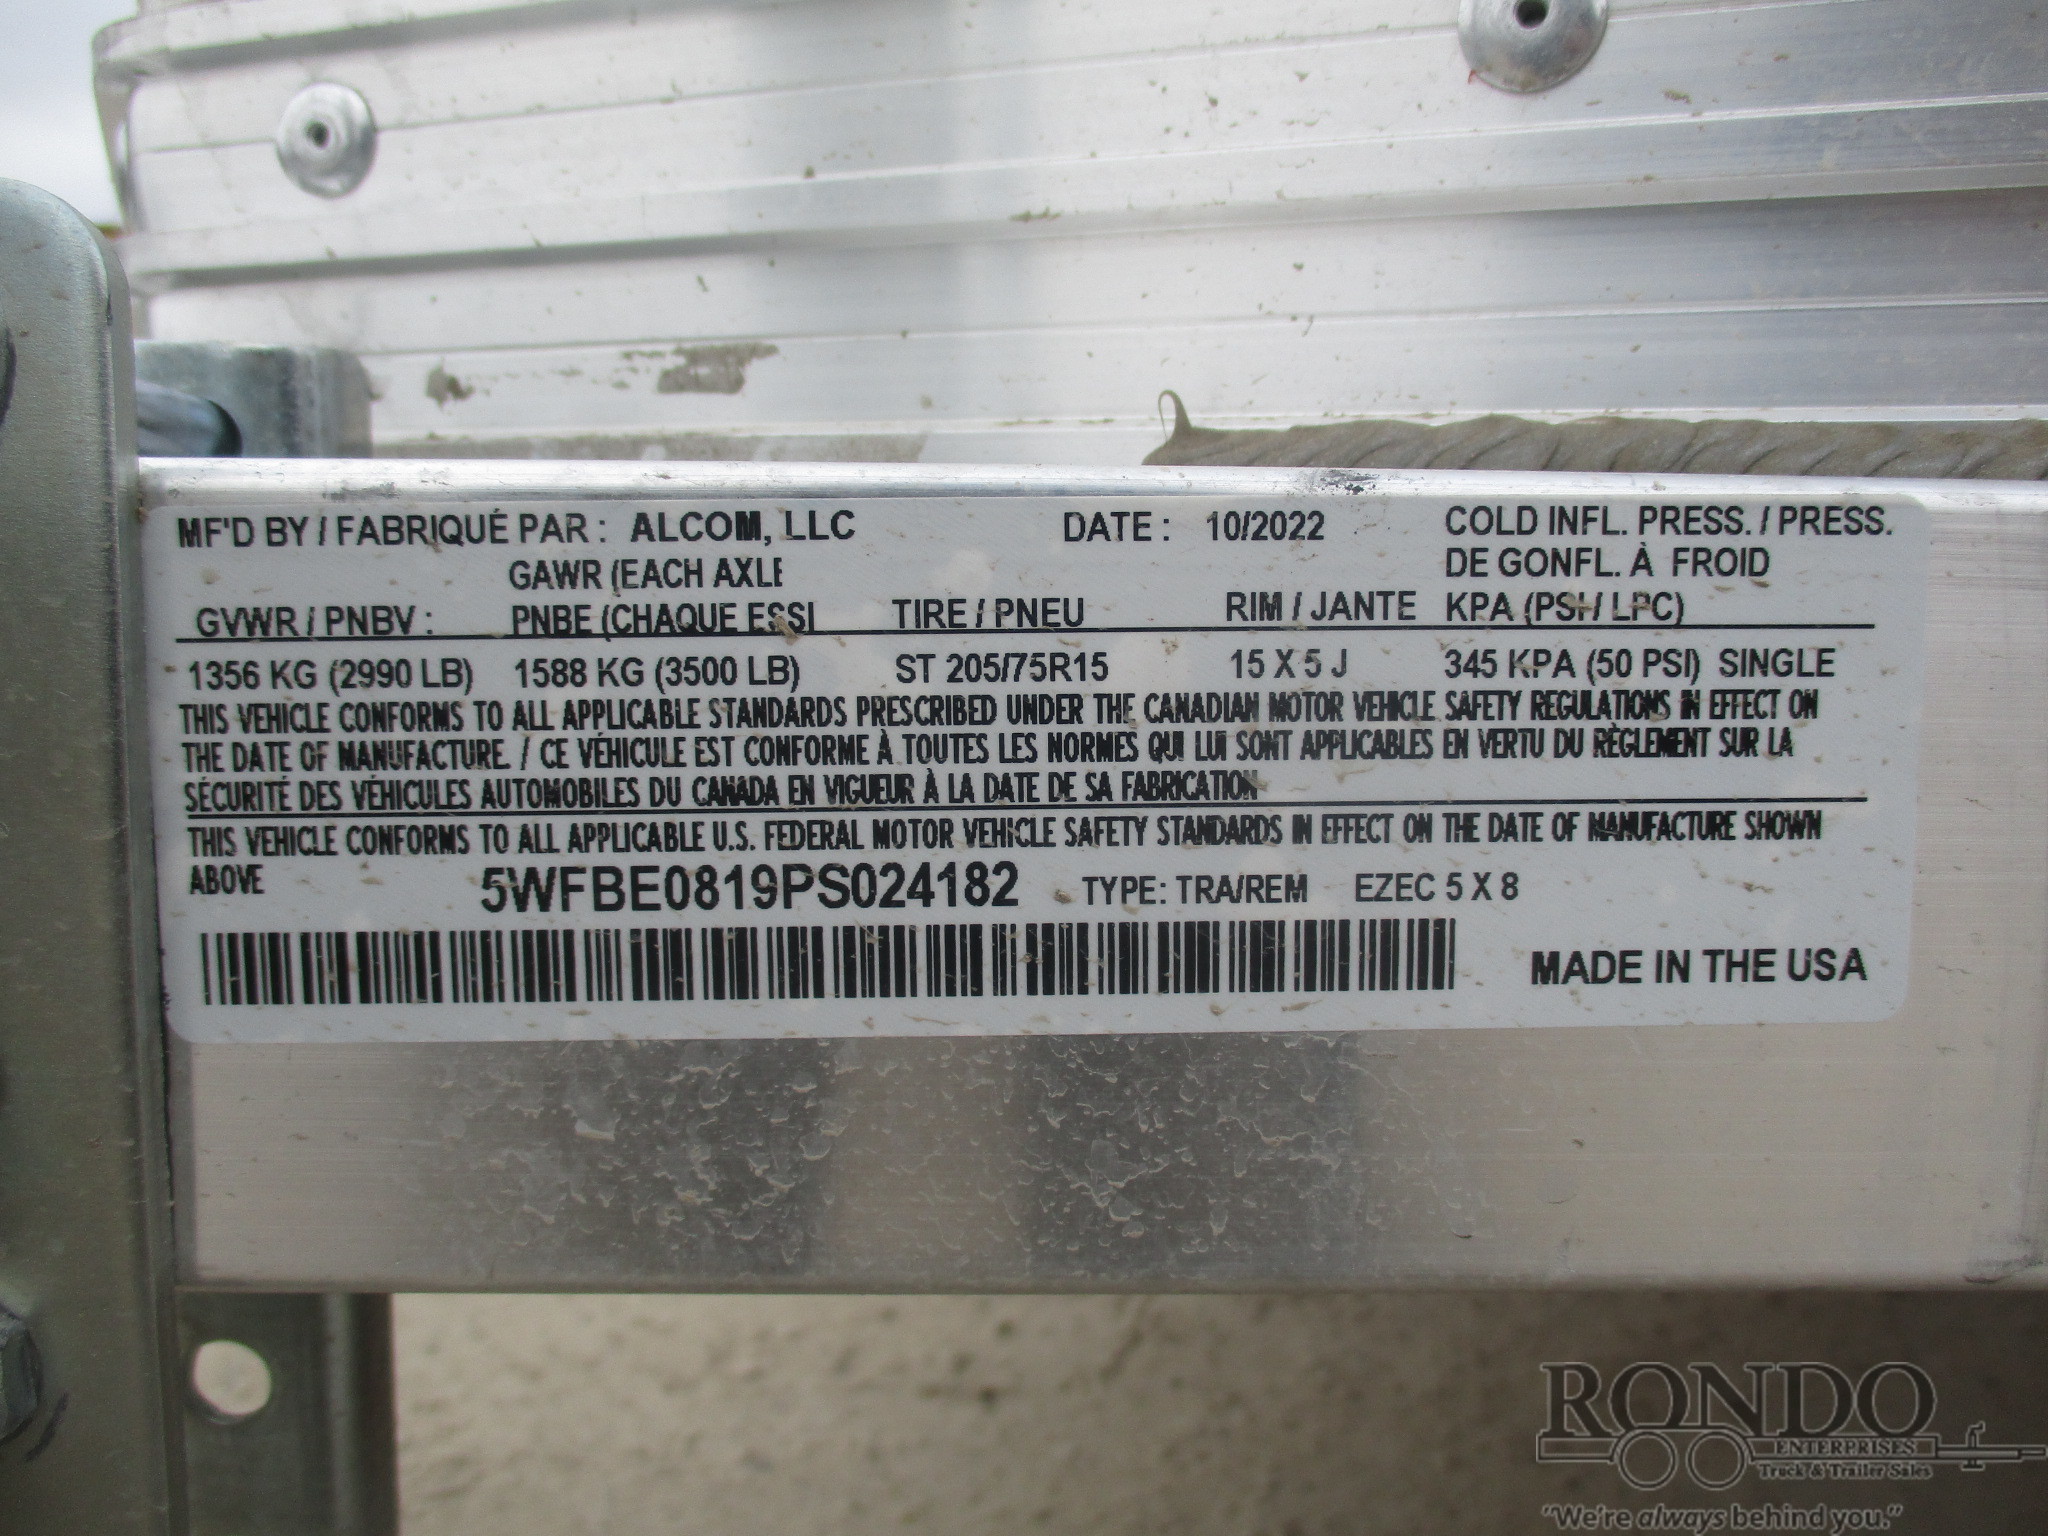 MF'D BY / FABRIQUÉ PAR : ALCOM, LLC DATE : 10/2022 COLD INFL. PRESS. / PRESS.
GAWR (EACH AXLE DE GONFL. À FROID
GVWR / PNBV : PNBE (CHAQUE ESSI TIRE / PNEU RIM / JANTE KPA (PSI / LPC)
1356 KG (2990 LB) 1588 KG (3500 LB) ST 205/75R15 15 X 5 J 345 KPA (50 PSI) SINGLE
THIS VEHICLE CONFORMS TO ALL APPLICABLE STANDARDS PRESCRIBED UNDER THE CANADIAN MOTOR VEHICLE SAFETY REGULATIONS IN EFFECT ON
THE DATE OF MANUFACTURE. / CE VÉHICULE EST CONFORME À TOUTES LES NORMES QUI LUI SONT APPLICABLES EN VERTU DU RÈGLEMENT SUR LA
SÉCURITÉ DES VÉHICULES AUTOMOBILES DU CANADA EN VIGUEUR À LA DATE DE SA FABRICATION
THIS VEHICLE CONFORMS TO ALL APPLICABLE U.S. FEDERAL MOTOR VEHICLE SAFETY STANDARDS IN EFFECT ON THE DATE OF MANUFACTURE SHOWN
ABOVE 5WFBE0819PS024182 TYPE: TRA/REM EZEC 5 X 8
MADE IN THE USA
RONDO
ENTERPRISES
Truck & Trailer Sales
"We're always behind you."